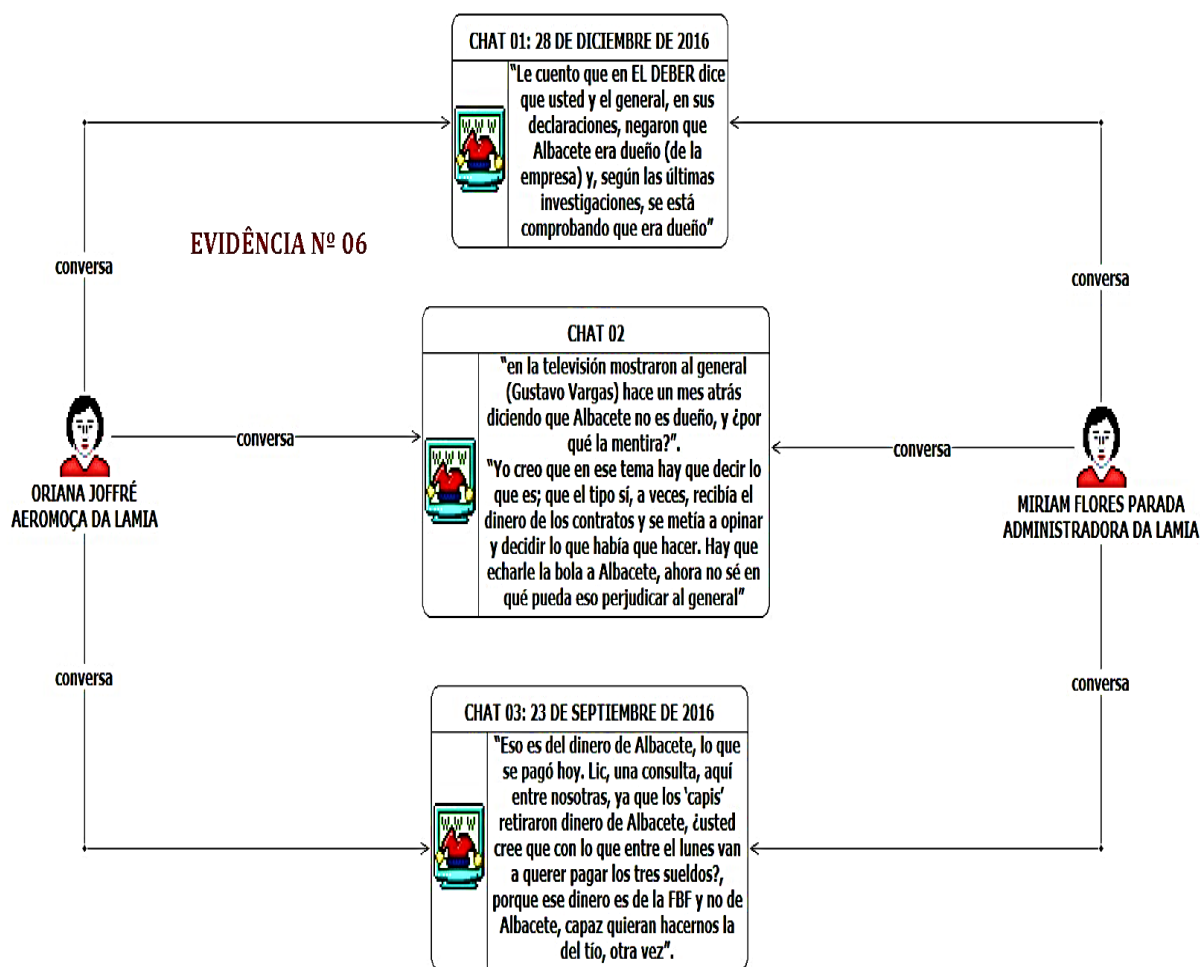 CHAT 01: 28 DE DICIEMBRE DE 2016
"Le cuento que en EL DEBER dice
que usted y el general, en sus
declaraciones, negaron que
Albacete era dueño (de la
empresa) y, según las últimas
investigaciones, se está
comprobando que era dueño"
EVIDÊNCIA Nº 06
conversa
conversa
CHAT 02
"en la televisión mostraron al general
(Gustavo Vargas) hace un mes atrás
diciendo que Albacete no es dueño, y ¿por
qué la mentira?".
"Yo creo que en ese tema hay que decir lo
que es; que el tipo sí, a veces, recibía el
dinero de los contratos y se metía a opinar
y decidir lo que había que hacer. Hay que
echarle la bola a Albacete, ahora no sé en
qué pueda eso perjudicar al general"
conversa
conversa
ORIANA JOFFRÉ
AEROMOÇA DA LAMIA
MIRIAM FLORES PARADA
ADMINISTRADORA DA LAMIA
conversa
conversa
CHAT 03: 23 DE SEPTIEMBRE DE 2016
"Eso es del dinero de Albacete, lo que
se pagó hoy. Lic, una consulta, aquí
entre nosotras, ya que los 'capis'
retiraron dinero de Albacete, ¿usted
cree que con lo que entre el lunes van
a querer pagar los tres sueldos?,
porque ese dinero es de la FBF y no de
Albacete, capaz quieran hacernos la
del tío, otra vez".
WWW
WWW
WWW